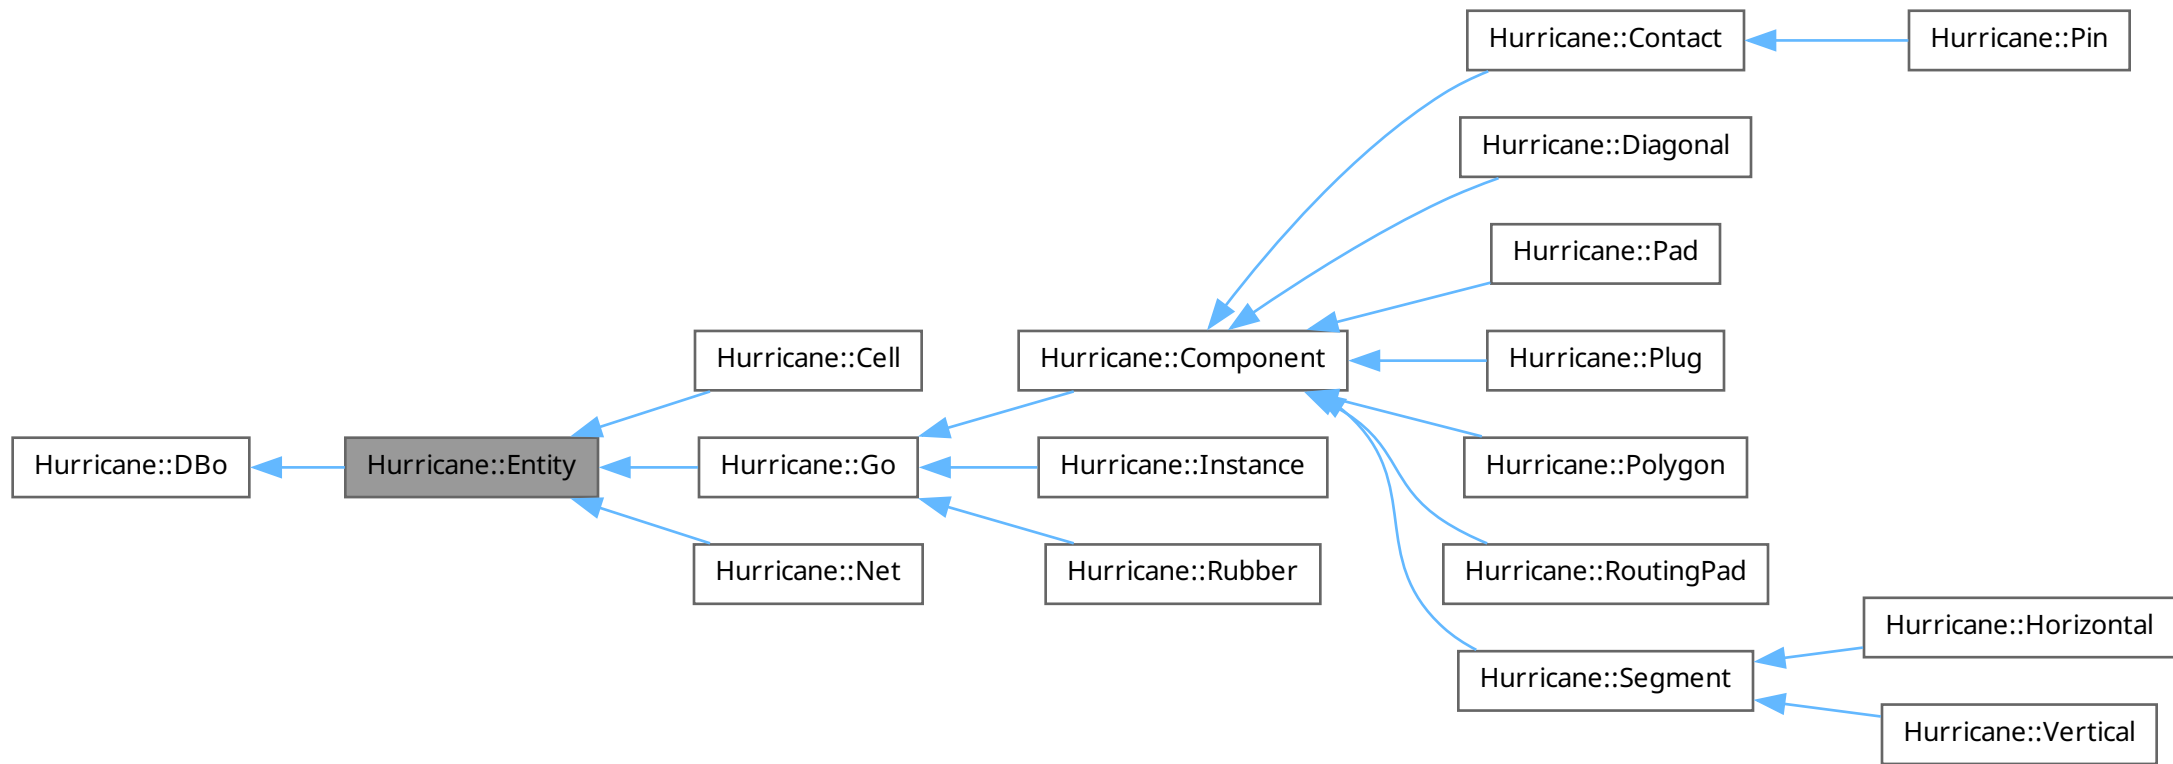 Hurricane::Contact
Hurricane::Pin
Hurricane::Diagonal
Hurricane::Pad
Hurricane::Cell
Hurricane::Component
Hurricane::Plug
Hurricane::DBo
Hurricane::Entity
Hurricane::Go
Hurricane::Instance
Hurricane::Polygon
Hurricane::Net
Hurricane::Rubber
Hurricane::RoutingPad
Hurricane::Horizontal
Hurricane::Segment
Hurricane::Vertical